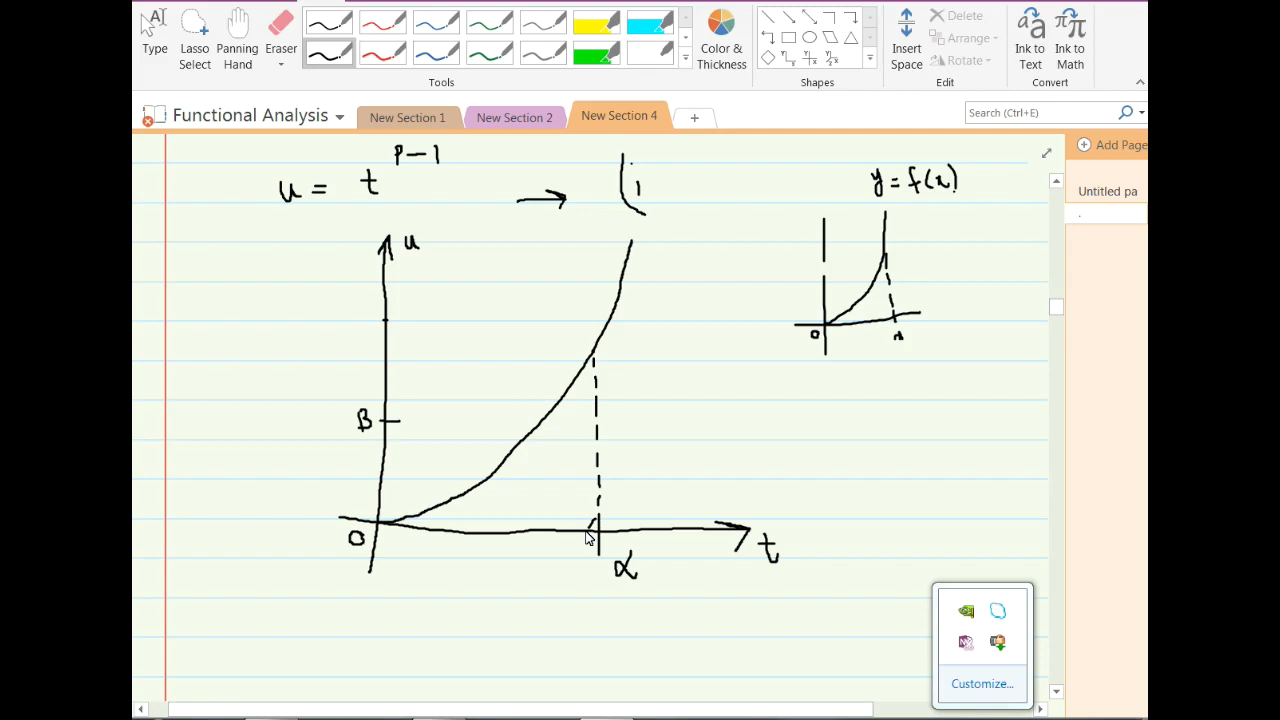 Type
Lasso Select
Panning Hand
Eraser
Color & Thickness
Insert Space
Delete
Arrange
Rotate
Ink to Text
Ink to Math
Tools
Shapes
Edit
Convert
Functional Analysis
New Section 1
New Section 2
New Section 4
Search (Ctrl+E)
Add Page
Untitled pa
.
u = t^{p-1} → (i
y = f(x)
u
B
0
α
t
0
x
Customize...